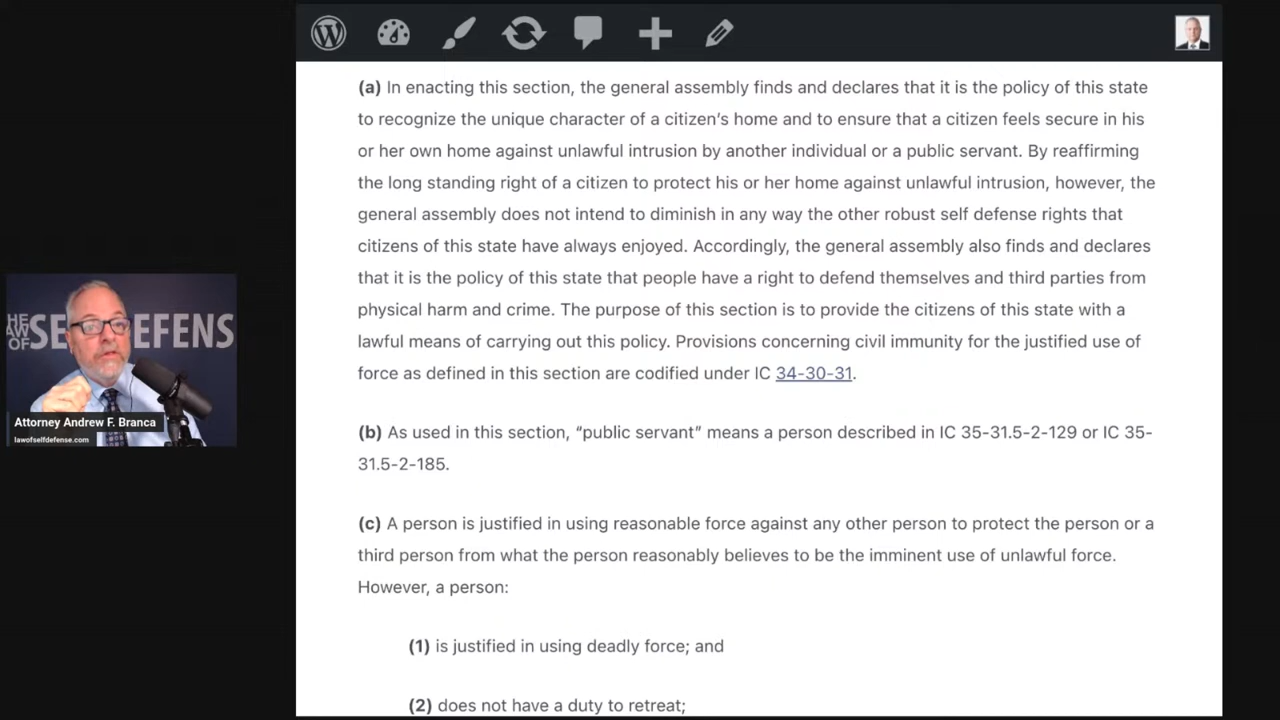 (a) In enacting this section, the general assembly finds and declares that it is the policy of this state
to recognize the unique character of a citizen’s home and to ensure that a citizen feels secure in his
or her own home against unlawful intrusion by another individual or a public servant. By reaffirming
the long standing right of a citizen to protect his or her home against unlawful intrusion, however, the
general assembly does not intend to diminish in any way the other robust self defense rights that
citizens of this state have always enjoyed. Accordingly, the general assembly also finds and declares
that it is the policy of this state that people have a right to defend themselves and third parties from
physical harm and crime. The purpose of this section is to provide the citizens of this state with a
lawful means of carrying out this policy. Provisions concerning civil immunity for the justified use of
force as defined in this section are codified under IC 34-30-31.
(b) As used in this section, “public servant” means a person described in IC 35-31.5-2-129 or IC 35-
31.5-2-185.
(c) A person is justified in using reasonable force against any other person to protect the person or a
third person from what the person reasonably believes to be the imminent use of unlawful force.
However, a person:
(1) is justified in using deadly force; and
(2) does not have a duty to retreat;
HE
AW
OF SE DEFENS
Attorney Andrew F. Branca
lawofselfdefense.com